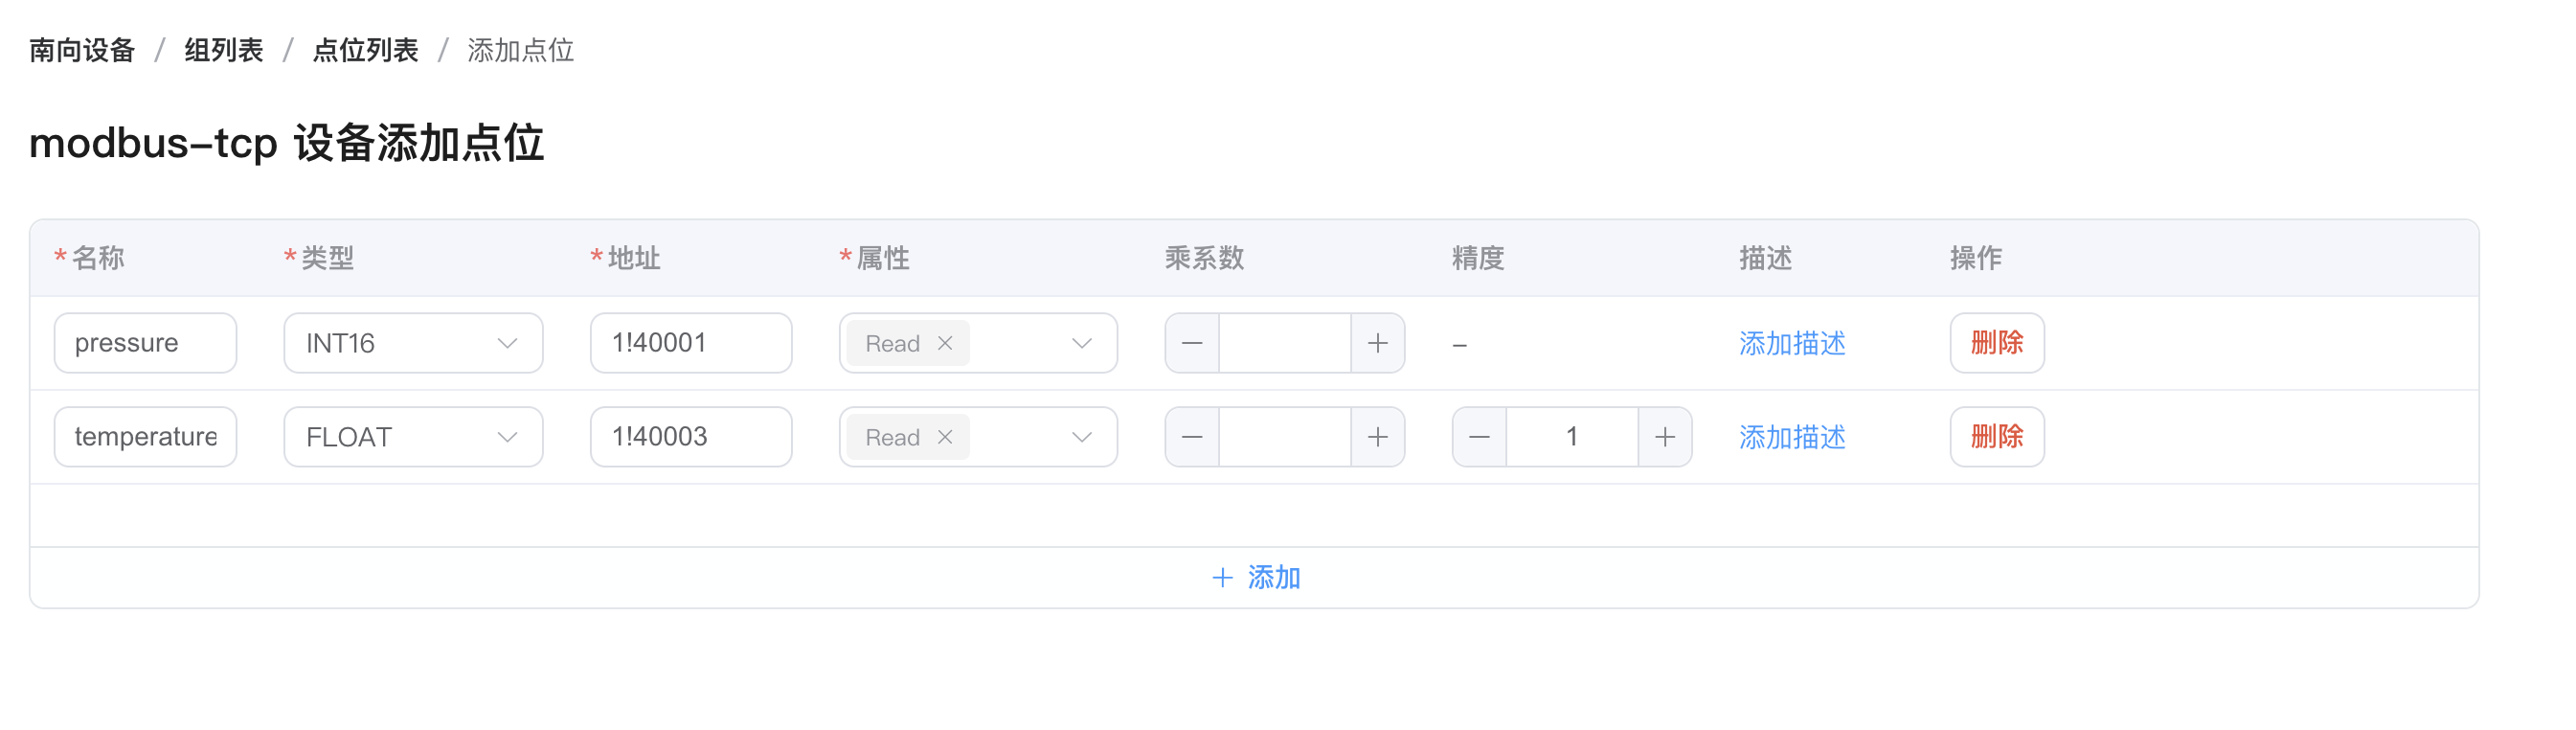 南向设备 / 组列表 / 点位列表 / 添加点位
modbus-tcp 设备添加点位
* 名称 * 类型 * 地址 * 属性 乘系数 精度 描述 操作
pressure INT16 1!40001 Read × − + – 添加描述 删除
temperature FLOAT 1!40003 Read × − + − 1 + 添加描述 删除
+ 添加